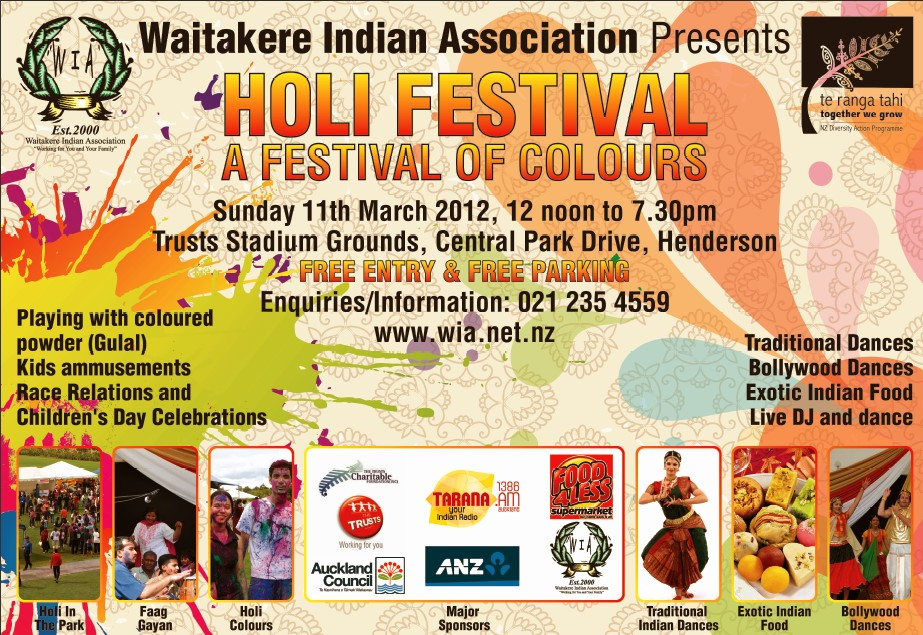 Waitakere Indian Association Presents
WIA
Est.2000
Waitakere Indian Association
"Working for You and Your Family"
te ranga tahi
together we grow
NZ Diversity Action Programme
HOLI FESTIVAL
A FESTIVAL OF COLOURS
Sunday 11th March 2012, 12 noon to 7.30pm
Trusts Stadium Grounds, Central Park Drive, Henderson
FREE ENTRY & FREE PARKING
Enquiries/Information: 021 235 4559
www.wia.net.nz
Playing with coloured
powder (Gulal)
Kids ammusements
Race Relations and
Children's Day Celebrations
Traditional Dances
Bollywood Dances
Exotic Indian Food
Live DJ and dance
Charitable
THE TRUSTS
Working for you
Auckland
Council
TARANA
your
Indian Radio
1386
.AM
ANZ
FOOD
4LESS
supermarket
WIA
Est.2000
Waitakere Indian Association
"Working for You and Your Family"
Holi In
The Park
Faag
Gayan
Holi
Colours
Major
Sponsors
Traditional
Indian Dances
Exotic Indian
Food
Bollywood
Dances